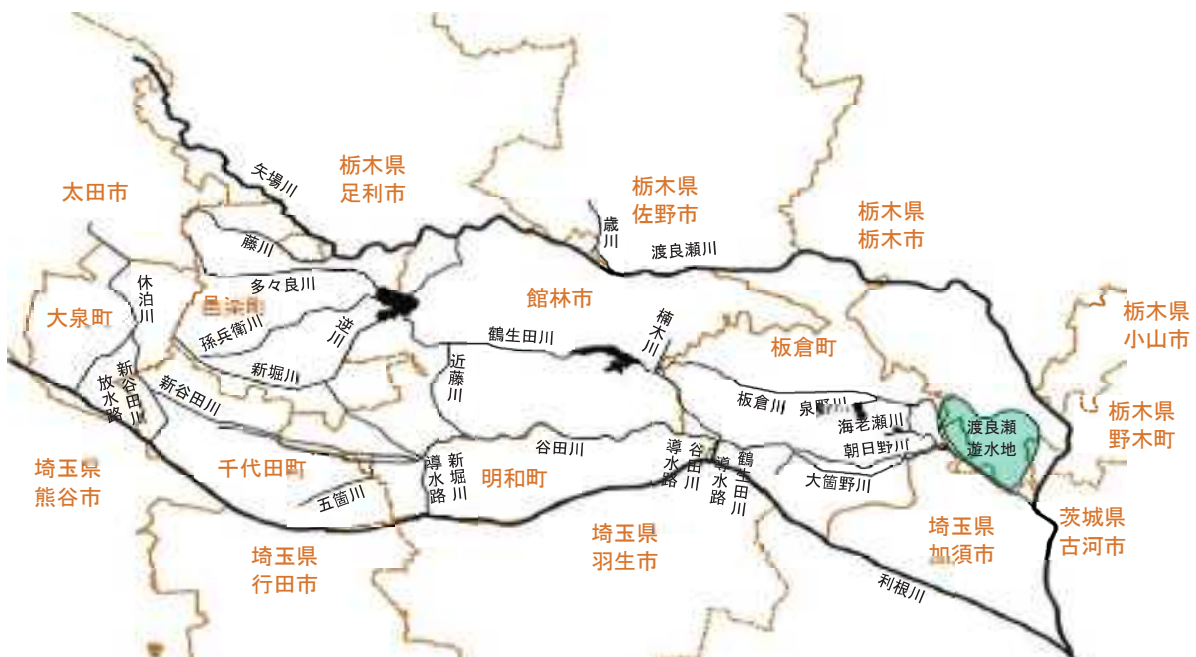 栃木県
足利市
太田市
矢場川
栃木県
佐野市
歳川
栃木県
栃木市
渡良瀬川
藤川
休泊川
多々良川
大泉町
孫兵衛川
逆川
館林市
鶴生田川
楠木川
板倉町
栃木県
小山市
新堀川
近藤川
新谷田川
放水路
新谷田川
板倉川
泉野川
海老瀬川
渡良瀬
遊水地
栃木県
野木町
朝日野川
谷田川
埼玉県
熊谷市
千代田町
新堀川
導水路
明和町
谷田川
導水路
鶴生田川
導水路
大箇野川
五箇川
埼玉県
行田市
埼玉県
羽生市
埼玉県
加須市
茨城県
古河市
利根川